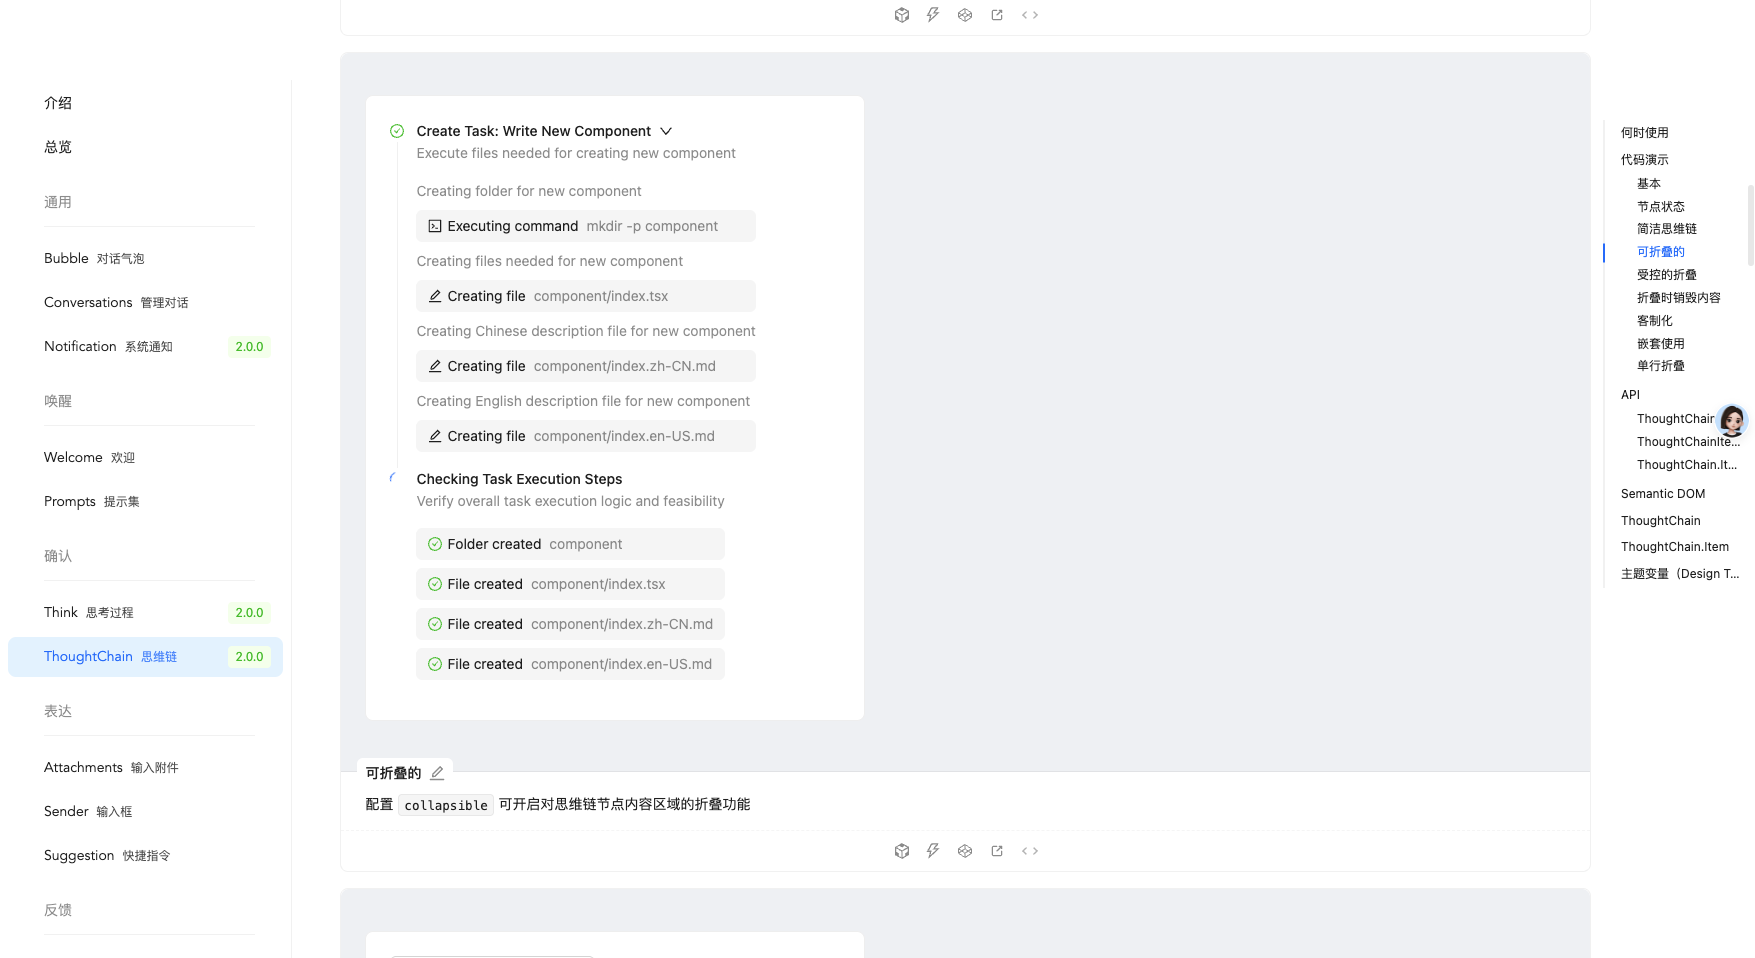 介绍
总览
通用
Bubble 对话气泡
Conversations 管理对话
Notification 系统通知 2.0.0
唤醒
Welcome 欢迎
Prompts 提示集
确认
Think 思考过程 2.0.0
ThoughtChain 思维链 2.0.0
表达
Attachments 输入附件
Sender 输入框
Suggestion 快捷指令
反馈
Create Task: Write New Component
Execute files needed for creating new component
Creating folder for new component
Executing command mkdir -p component
Creating files needed for new component
Creating file component/index.tsx
Creating Chinese description file for new component
Creating file component/index.zh-CN.md
Creating English description file for new component
Creating file component/index.en-US.md
Checking Task Execution Steps
Verify overall task execution logic and feasibility
Folder created component
File created component/index.tsx
File created component/index.zh-CN.md
File created component/index.en-US.md
可折叠的
配置 collapsible 可开启对思维链节点内容区域的折叠功能
何时使用
代码演示
基本
节点状态
简洁思维链
可折叠的
受控的折叠
折叠时销毁内容
客制化
嵌套使用
单行折叠
API
ThoughtChain
ThoughtChainIte...
ThoughtChain.It...
Semantic DOM
ThoughtChain
ThoughtChain.Item
主题变量（Design T...